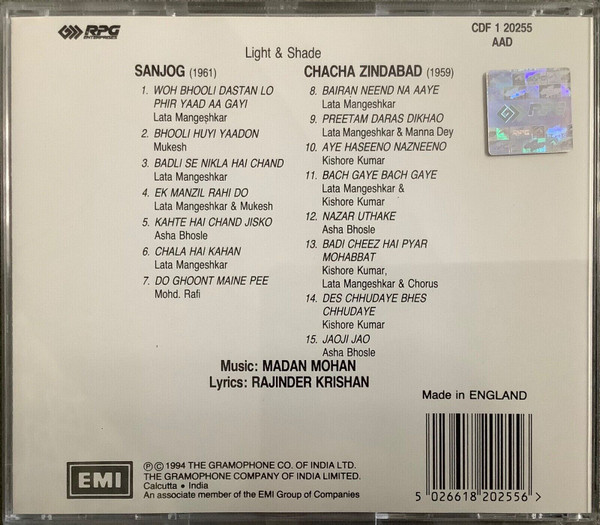 RPG
ENTERPRISES
CDF 1 20255
AAD
Light & Shade
SANJOG (1961)
1. WOH BHOOLI DASTAN LO
PHIR YAAD AA GAYI
Lata Mangeshkar
2. BHOOLI HUYI YAADON
Mukesh
3. BADLI SE NIKLA HAI CHAND
Lata Mangeshkar
4. EK MANZIL RAHI DO
Lata Mangeshkar & Mukesh
5. KAHTE HAI CHAND JISKO
Asha Bhosle
6. CHALA HAI KAHAN
Lata Mangeshkar
7. DO GHOONT MAINE PEE
Mohd. Rafi
CHACHA ZINDABAD (1959)
8. BAIRAN NEEND NA AAYE
Lata Mangeshkar
9. PREETAM DARAS DIKHAO
Lata Mangeshkar & Manna Dey
10. AYE HASEENO NAZNEENO
Kishore Kumar
11. BACH GAYE BACH GAYE
Lata Mangeshkar &
Kishore Kumar
12. NAZAR UTHAKE
Asha Bhosle
13. BADI CHEEZ HAI PYAR
MOHABBAT
Kishore Kumar,
Lata Mangeshkar & Chorus
14. DES CHHUDAYE BHES
CHHUDAYE
Kishore Kumar
15. JAOJI JAO
Asha Bhosle
Music: MADAN MOHAN
Lyrics: RAJINDER KRISHAN
Made in ENGLAND
EMI
℗ © 1994 THE GRAMOPHONE CO. OF INDIA LTD.
THE GRAMOPHONE COMPANY OF INDIA LIMITED.
Calcutta • India
An associate member of the EMI Group of Companies
5 026618 202556 >